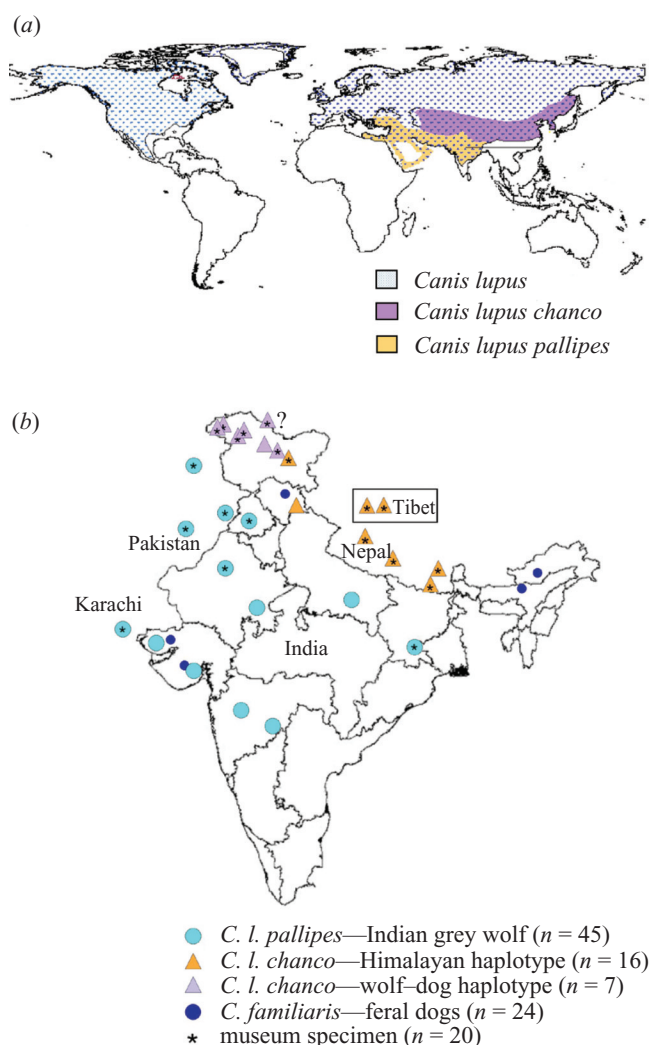 (a)
Canis lupus
Canis lupus chanco
Canis lupus pallipes
(b)
?
Tibet
Pakistan
Nepal
Karachi
India
C. l. pallipes—Indian grey wolf (n = 45)
C. l. chanco—Himalayan haplotype (n = 16)
C. l. chanco—wolf–dog haplotype (n = 7)
C. familiaris—feral dogs (n = 24)
* museum specimen (n = 20)